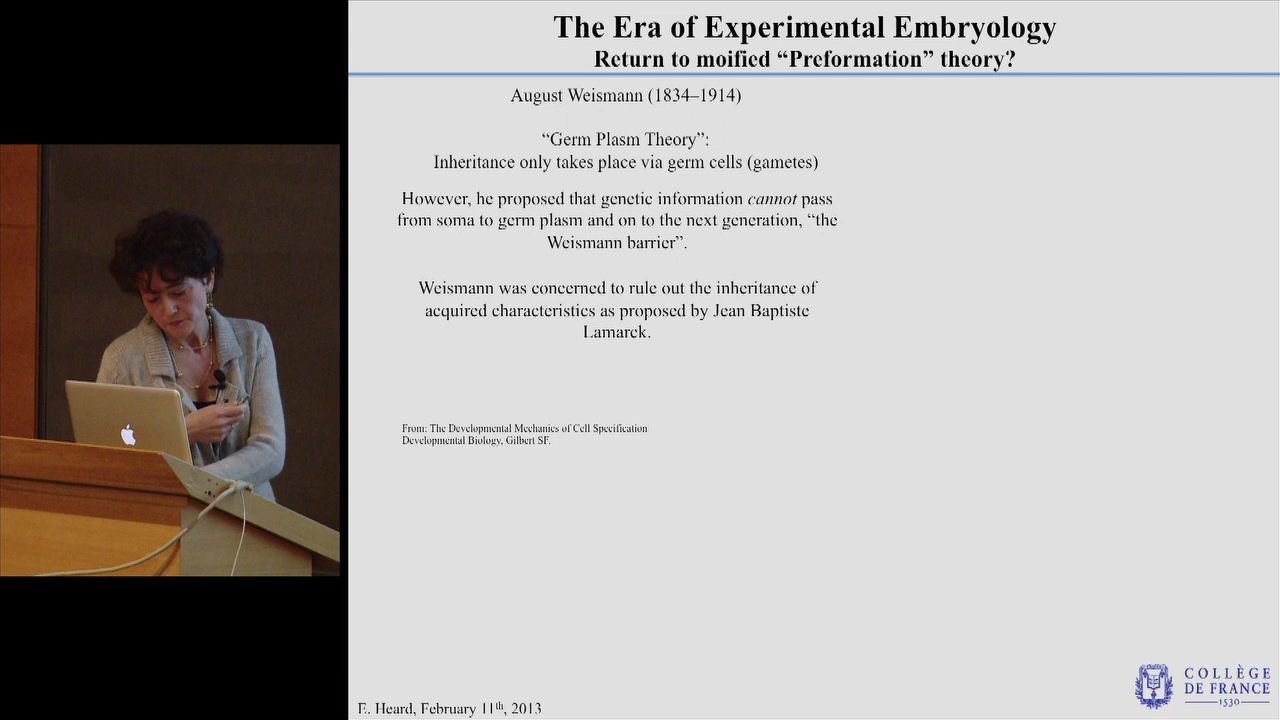 The Era of Experimental Embryology
Return to moified “Preformation” theory?
August Weismann (1834–1914)
“Germ Plasm Theory”:
Inheritance only takes place via germ cells (gametes)
However, he proposed that genetic information cannot pass
from soma to germ plasm and on to the next generation, “the
Weismann barrier”.
Weismann was concerned to rule out the inheritance of
acquired characteristics as proposed by Jean Baptiste
Lamarck.
From: The Developmental Mechanics of Cell Specification
Developmental Biology, Gilbert SF.
E. Heard, February 11th, 2013
COLLÈGE
DE FRANCE
1530